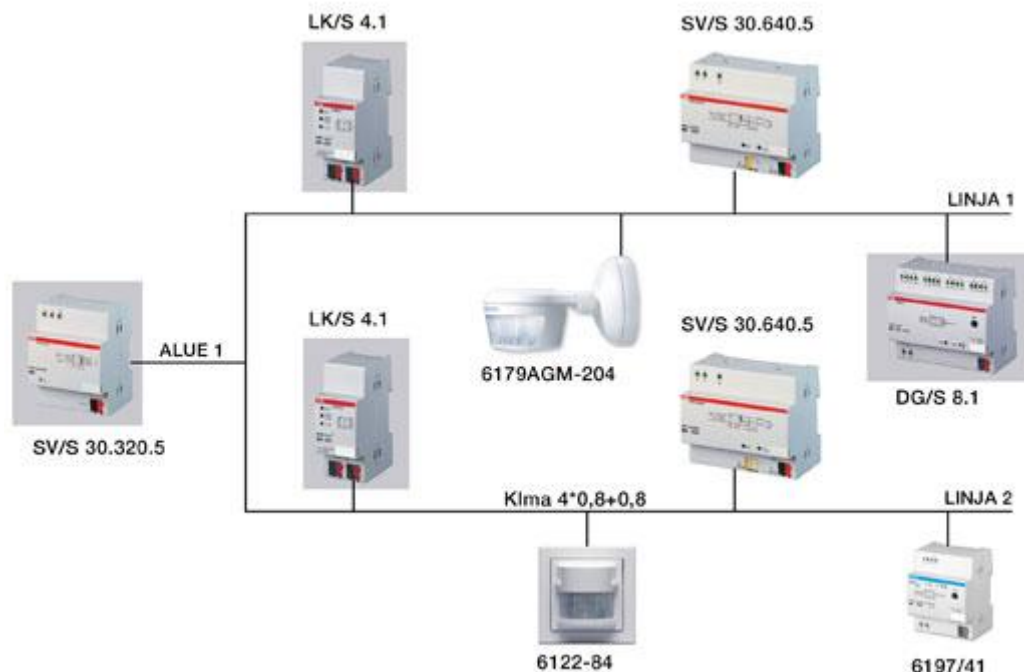 LK/S 4.1
SV/S 30.640.5
LINJA 1
LK/S 4.1
SV/S 30.640.5
6179AGM-204
DG/S 8.1
ALUE 1
SV/S 30.320.5
Klma 4*0,8+0,8
LINJA 2
6122-84
6197/41